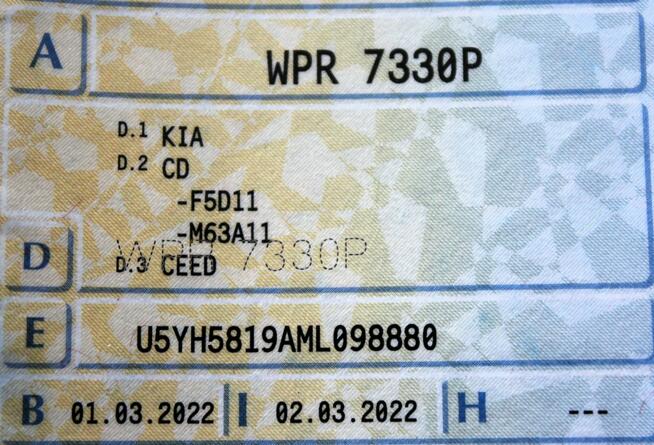 A WPR 7330P
D.1 KIA
D.2 CD
-F5D11
-M63A11
WPR 7330P
D D.3 CEED
E U5YH5819AML098880
B 01.03.2022 I 02.03.2022 H ---